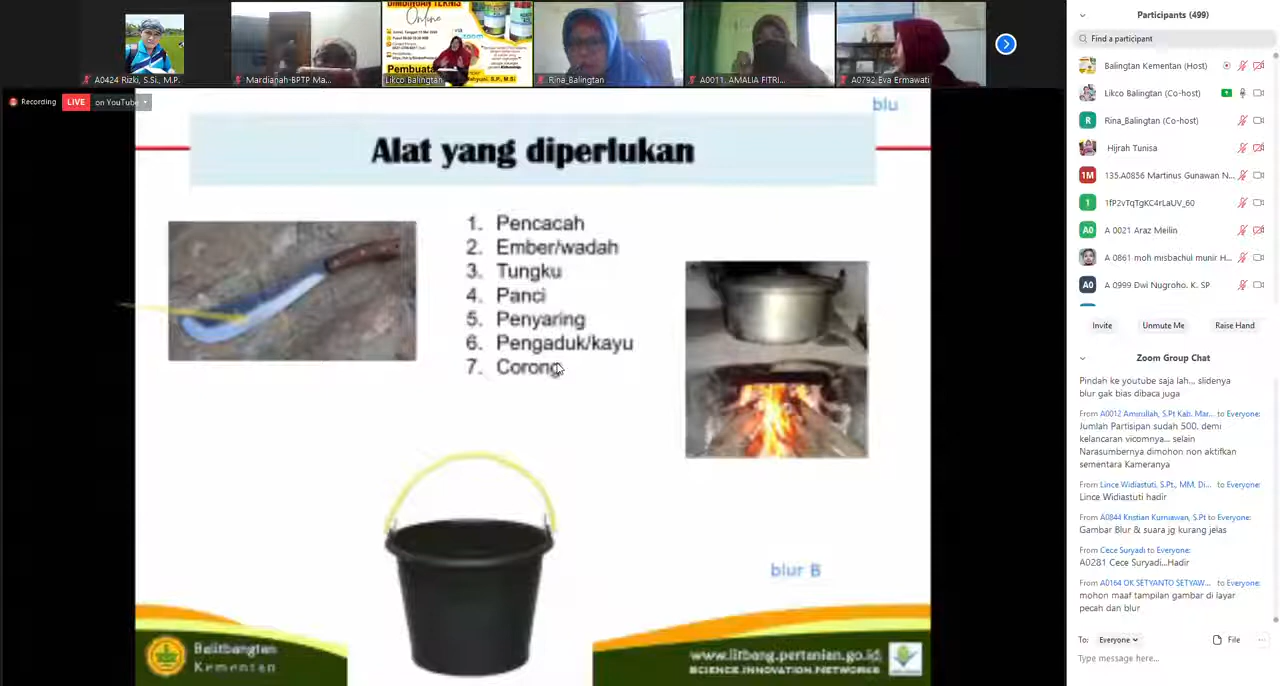 BIMBINGAN TEKNIS
Online
via
zoom
A0424 Rizki, S.Si., M.P.
Mardianah-BPTP Ma...
Likco Balingtan
Rina_Balingtan
A0011. AMALIA FITRI...
A0792 Eva Ermawati
Recording
LIVE
on YouTube
blu
Alat yang diperlukan
1. Pencacah
2. Ember/wadah
3. Tungku
4. Panci
5. Penyaring
6. Pengaduk/kayu
7. Corong
blur B
Balitbangtan
Kementan
www.litbang.pertanian.go.id
SCIENCE.INNOVATION.NETWORKS
Participants (499)
Find a participant
Balingtan Kementan (Host)
Likco Balingtan (Co-host)
R
Rina_Balingtan (Co-host)
Hijrah Tunisa
1M
135.A0856 Martinus Gunawan N...
1
1fP2vTqTgKC4rLaUV_60
A0
A 0021 Araz Meilin
A 0861 moh misbachul munir H...
A0
A 0999 Dwi Nugroho. K. SP
Invite
Unmute Me
Raise Hand
Zoom Group Chat
Pindah ke youtube saja lah... slidenya
blur gak bias dibaca juga
From A0012 Amirullah, S.Pt Kab. Mar... to Everyone:
Jumlah Partisipan sudah 500. demi
kelancaran vicomnya... selain
Narasumbernya dimohon non aktifkan
sementara Kameranya
From Lince Widiastuti, S.Pt., MM. Di... to Everyone:
Lince Widiastuti hadir
From A0844 Kristian Kurniawan, S.Pt to Everyone:
Gambar Blur & suara jg kurang jelas
From Cece Suryadi to Everyone:
A0281 Cece Suryadi...Hadir
From A0164 OK SETYANTO SETYAW... to Everyone:
mohon maaf tampilan gambar di layar
pecah dan blur
To: Everyone
File
Type message here...